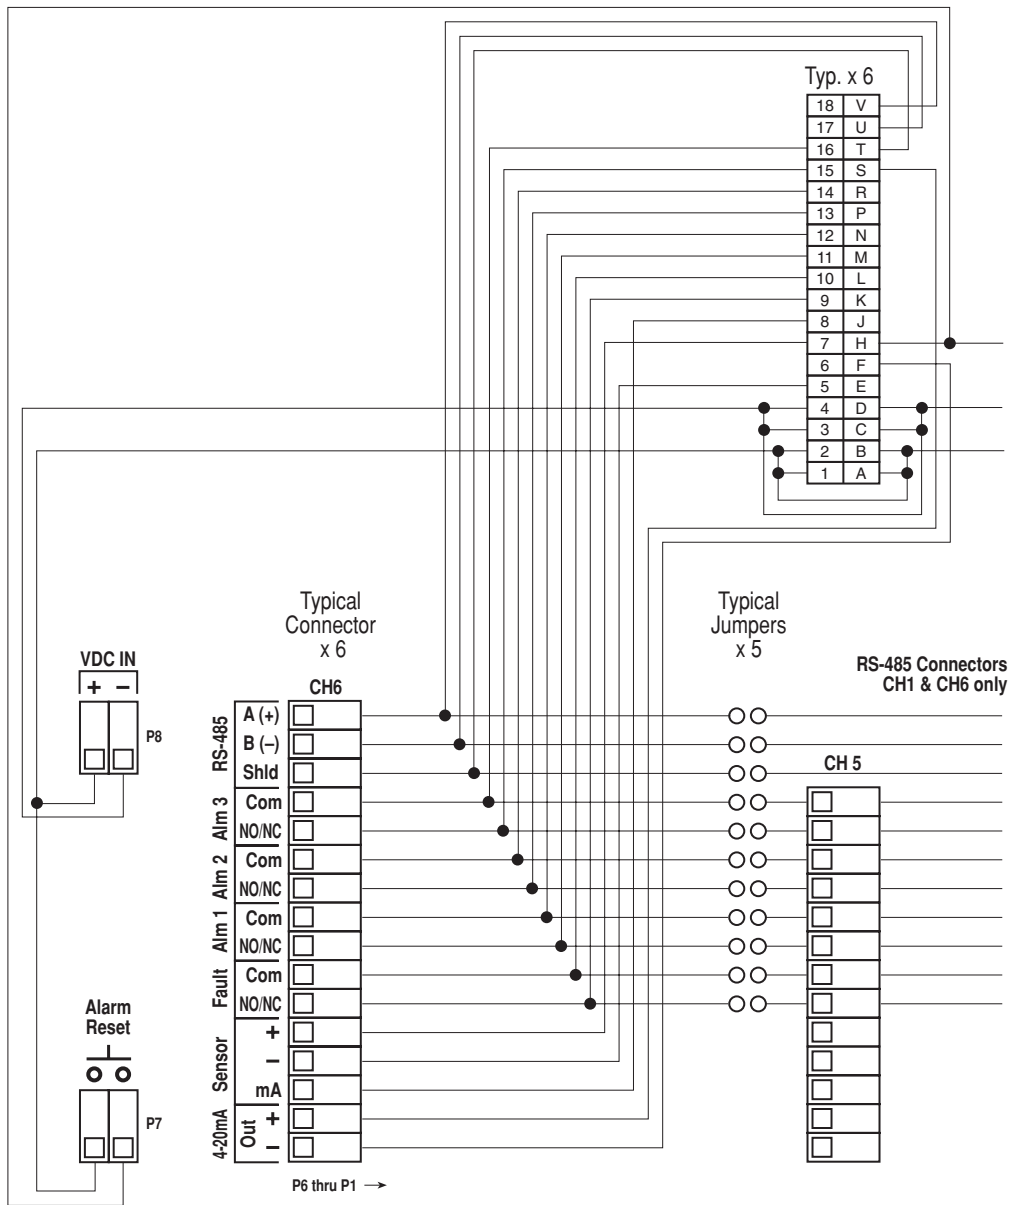 Typ. x 6
18 V
17 U
16 T
15 S
14 R
13 P
12 N
11 M
10 L
9 K
8 J
7 H
6 F
5 E
4 D
3 C
2 B
1 A
Typical
Connector
x 6
Typical
Jumpers
x 5
RS-485 Connectors
CH1 & CH6 only
VDC IN
+ −
P8
CH6
CH 5
RS-485
A (+)
B (−)
Shld
Alm 3
Com
NO/NC
Alm 2
Com
NO/NC
Alm 1
Com
NO/NC
Fault
Com
NO/NC
Sensor
+
−
mA
4-20mA
Out
+
−
Alarm
Reset
P7
P6 thru P1 →